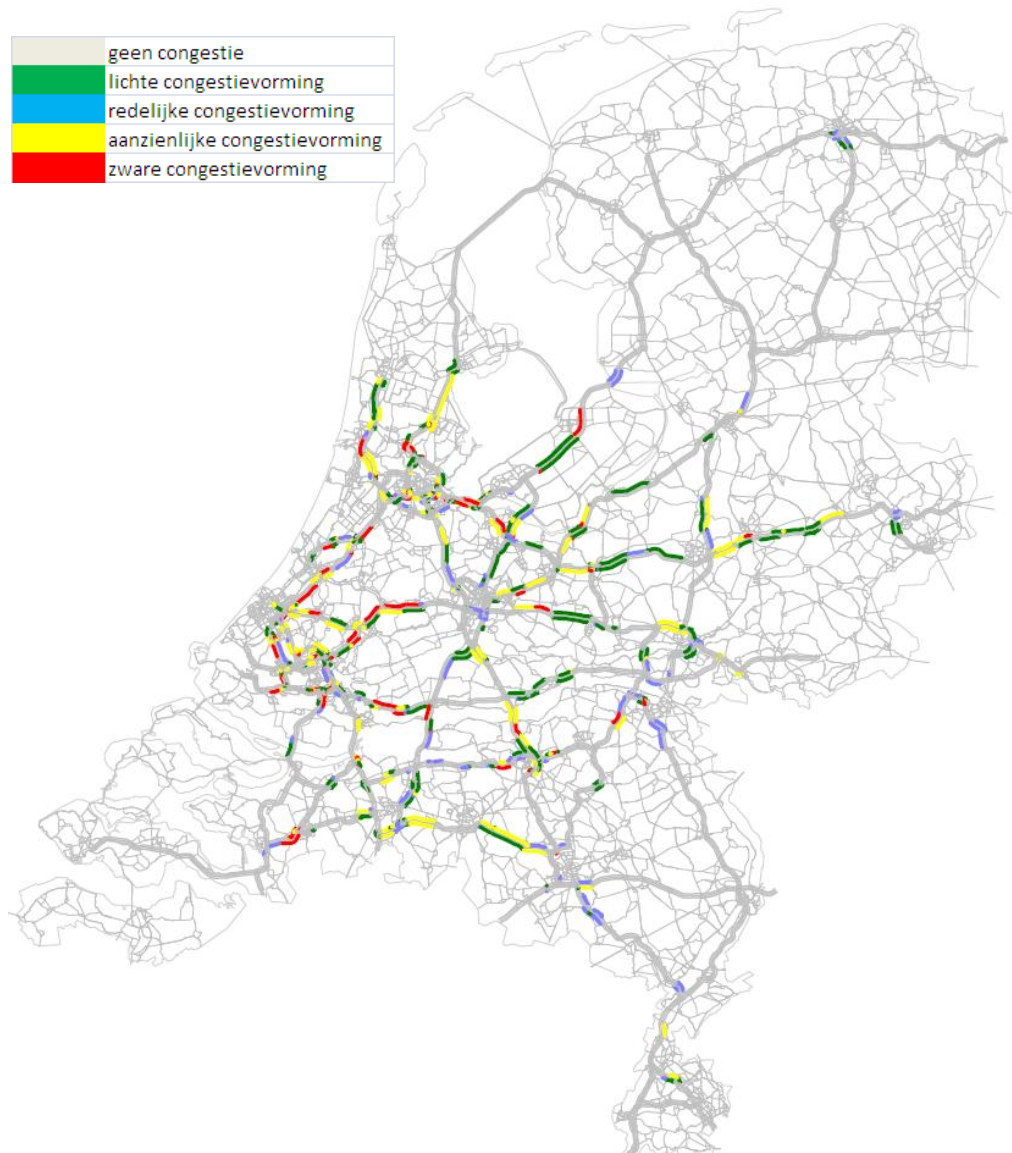 geen congestie
lichte congestievorming
redelijke congestievorming
aanzienlijke congestievorming
zware congestievorming